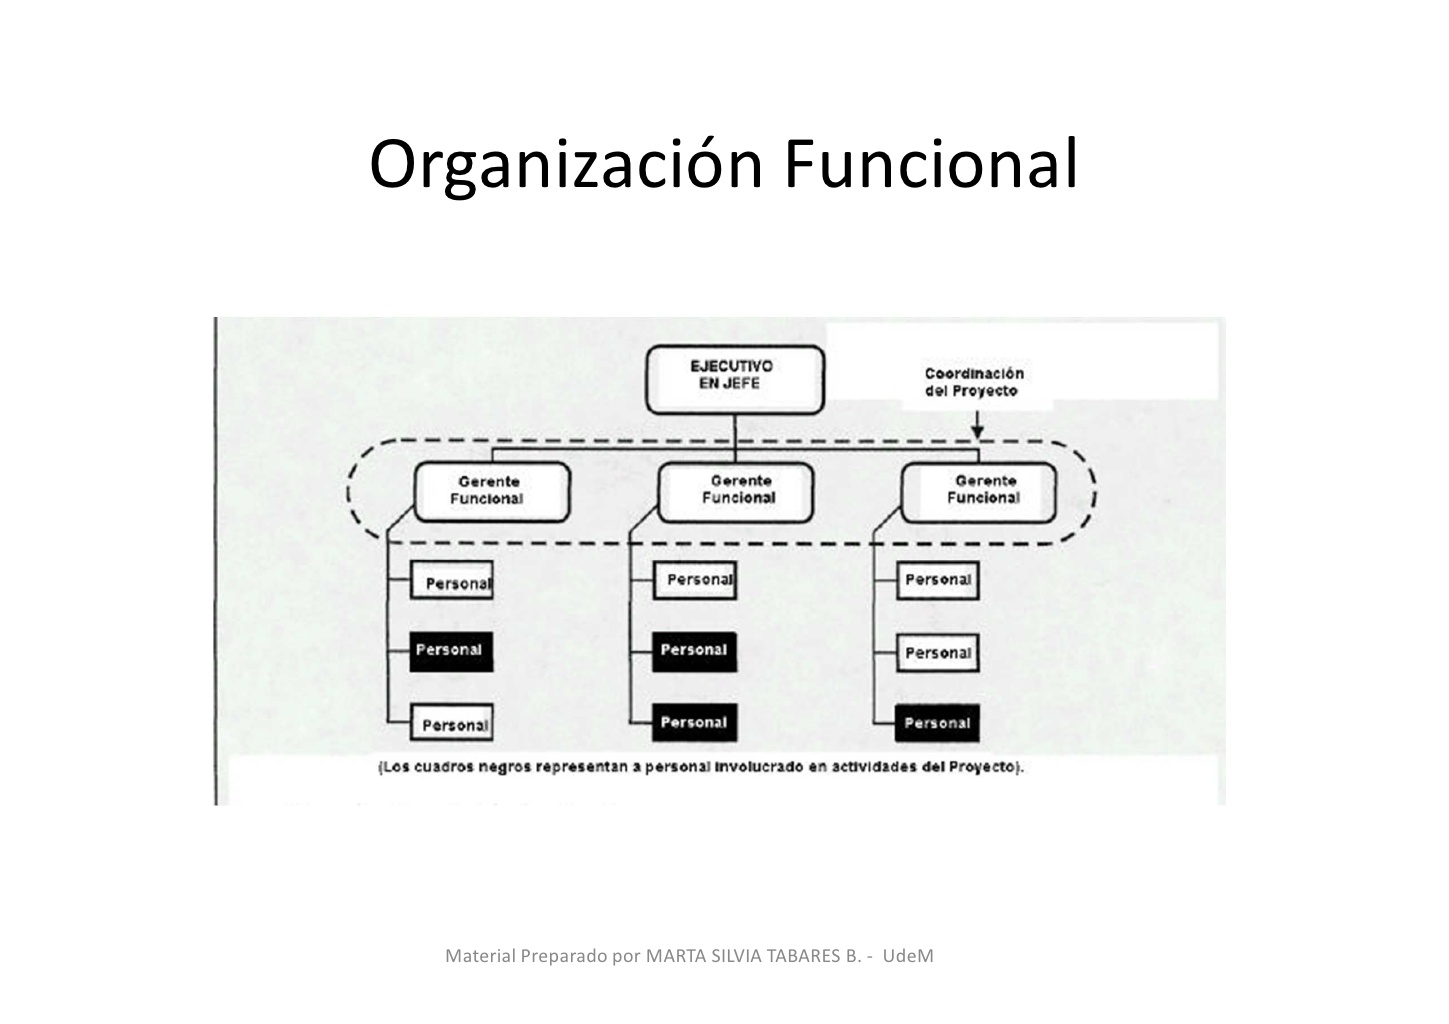 Organización Funcional
EJECUTIVO
EN JEFE
Coordinación
del Proyecto
Gerente
Funcional
Gerente
Funcional
Gerente
Funcional
Personal
Personal
Personal
Personal
Personal
Personal
Personal
Personal
Personal
(Los cuadros negros representan a personal involucrado en actividades del Proyecto).
Material Preparado por MARTA SILVIA TABARES B. - UdeM